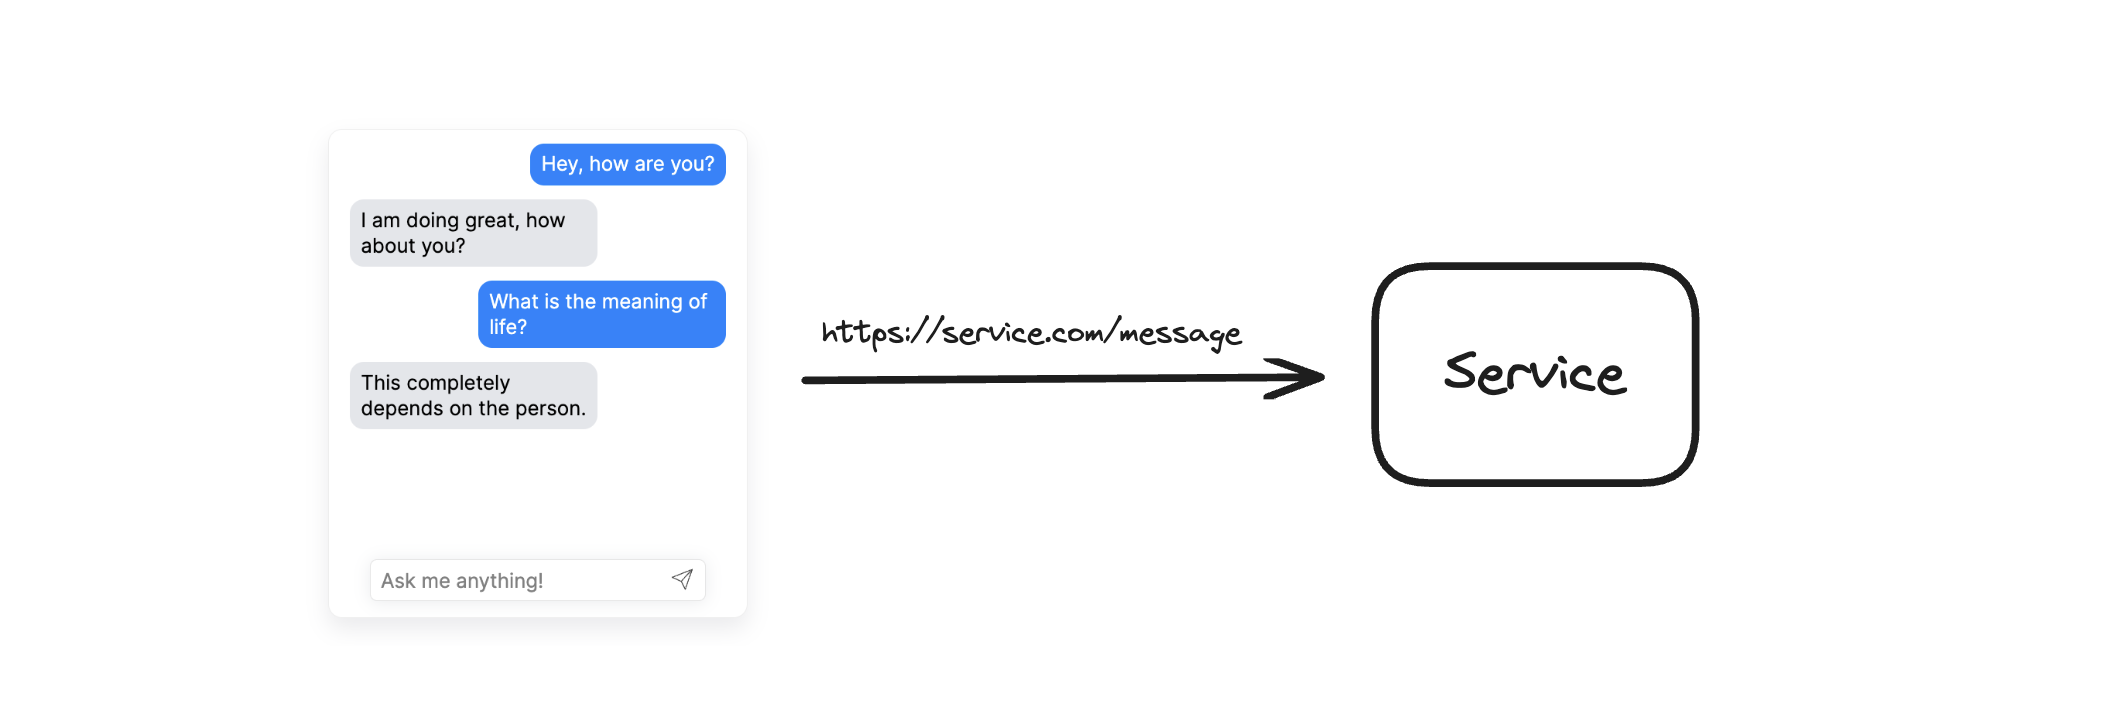 Hey, how are you?
I am doing great, how
about you?
What is the meaning of
life?
This completely
depends on the person.
Ask me anything!
https://service.com/message
Service